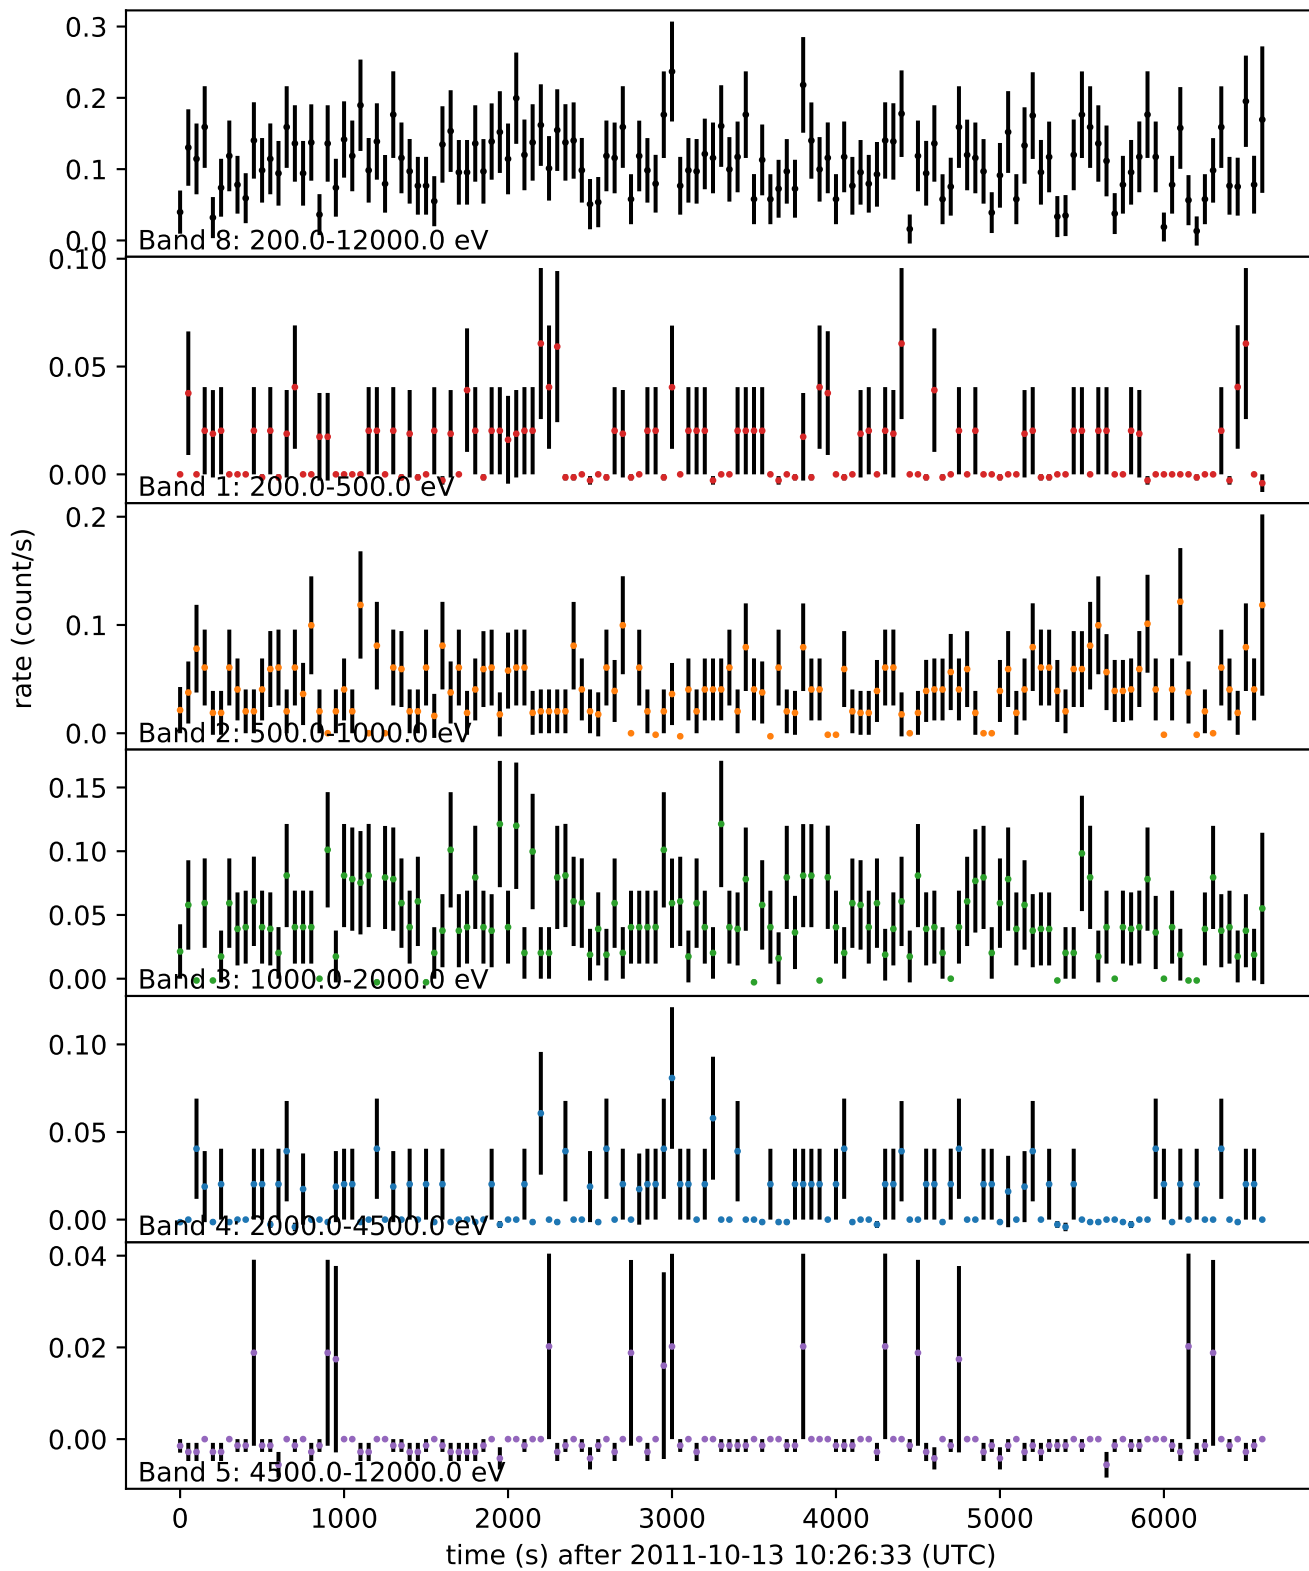 0.3
0.2
0.1
0.0
Band 8: 200.0-12000.0 eV
0.10
0.05
0.00
Band 1: 200.0-500.0 eV
0.2
0.1
0.0
Band 2: 500.0-1000.0 eV
rate (count/s)
0.15
0.10
0.05
0.00
Band 3: 1000.0-2000.0 eV
0.10
0.05
0.00
Band 4: 2000.0-4500.0 eV
0.04
0.02
0.00
Band 5: 4500.0-12000.0 eV
0 1000 2000 3000 4000 5000 6000
time (s) after 2011-10-13 10:26:33 (UTC)